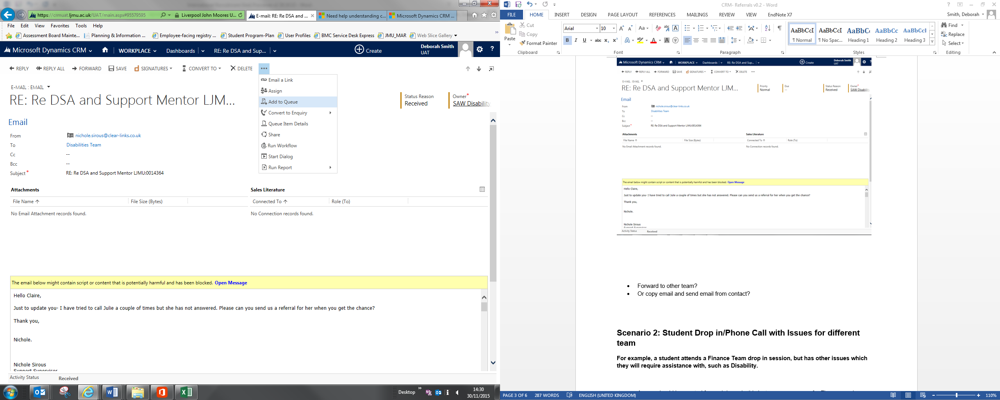 https://crmuat.ljmu.ac.uk/UAT/main.aspx#95579595
Liverpool John Moores U...
E-mail: RE: Re DSA and ...
Need help understanding c...
Microsoft Dynamics CRM ...
File Edit View Favorites Tools Help
Assessment Board Mainte... Planning & Information ... Employee-facing registry ... Student Program-Plan User Profiles BMC Service Desk Express JMU_MAR Web Slice Gallery
Microsoft Dynamics CRM WORKPLACE Dashboards RE: Re DSA and Sup... Create Deborah Smith
UAT
REPLY REPLY ALL FORWARD SAVE SIGNATURES CONVERT TO DELETE
Email a Link
Assign
Add to Queue
Convert to Enquiry
Queue Item Details
Share
Run Workflow
Start Dialog
Run Report
E-MAIL : EMAIL
RE: Re DSA and Support Mentor LJM...
Status Reason
Received
Owner*
SAW Disability
Email
From nichole.sirous@clear-links.co.uk
To Disabilities Team
Cc --
Bcc --
Subject* RE: Re DSA and Support Mentor LJMU:0014364
Attachments
File Name File Size (Bytes)
No Email Attachment records found.
Sales Literature
Connected To Role (To)
No Connection records found.
The email below might contain script or content that is potentially harmful and has been blocked. Open Message
Hello Claire,
Just to update you- I have tried to call Julie a couple of times but she has not answered. Please can you send us a referral for her when you get the chance?
Thank you,
Nichole.
Nichole Sirous
Support Supervisor
Activity Status Received
Desktop
14:30
30/11/2015
CRM- Referrals v0.2 - Word
FILE HOME INSERT DESIGN PAGE LAYOUT REFERENCES MAILINGS REVIEW VIEW EndNote X7
Smith, Deborah
Paste
Cut
Copy
Format Painter
Clipboard
Arial 10
Font
Paragraph
AaBbCcI AaBbCcI AaBbC AaBbCc AaBbCcI
¶ Normal ¶ No Spac... Heading 1 Heading 2 Heading 3
Styles
Find
Replace
Select
Editing
Microsoft Dynamics CRM WORKPLACE Dashboards RE: Re DSA and Sup... Create Deborah Smith
UAT
REPLY REPLY ALL FORWARD SAVE SIGNATURES CONVERT TO DELETE
E-MAIL : EMAIL
RE: Re DSA and Support Mentor LJM...
Priority
Normal
Due
--
Status Reason
Received
Owner*
SAW Disability
Email
From nichole.sirous@clear-links.co.uk
To Disabilities Team
Cc --
Bcc --
Subject* RE: Re DSA and Support Mentor LJMU:0014364
Attachments
File Name File Size (Bytes)
No Email Attachment records found.
Sales Literature
Connected To Role (To)
No Connection records found.
The email below might contain script or content that is potentially harmful and has been blocked. Open Message
Hello Claire,
Just to update you- I have tried to call Julie a couple of times but she has not answered. Please can you send us a referral for her when you get the chance?
Thank you,
Nichole.
Nichole Sirous
Support Supervisor
Activity Status Received
• Forward to other team?
• Or copy email and send email from contact?
Scenario 2: Student Drop in/Phone Call with Issues for different
team
For example, a student attends a Finance Team drop in session, but has other issues which
they will require assistance with, such as Disability.
PAGE 3 OF 6 287 WORDS ENGLISH (UNITED KINGDOM) 110%